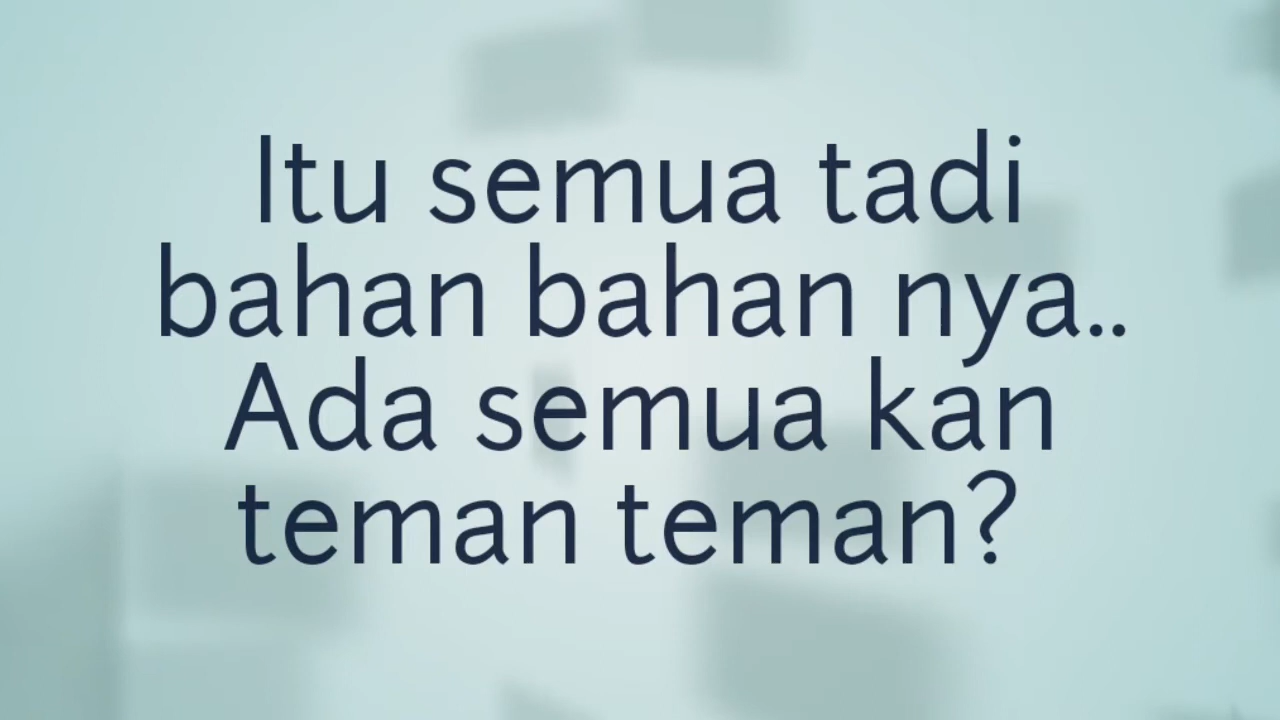 Itu semua tadi
bahan bahan nya..
Ada semua kan
teman teman?